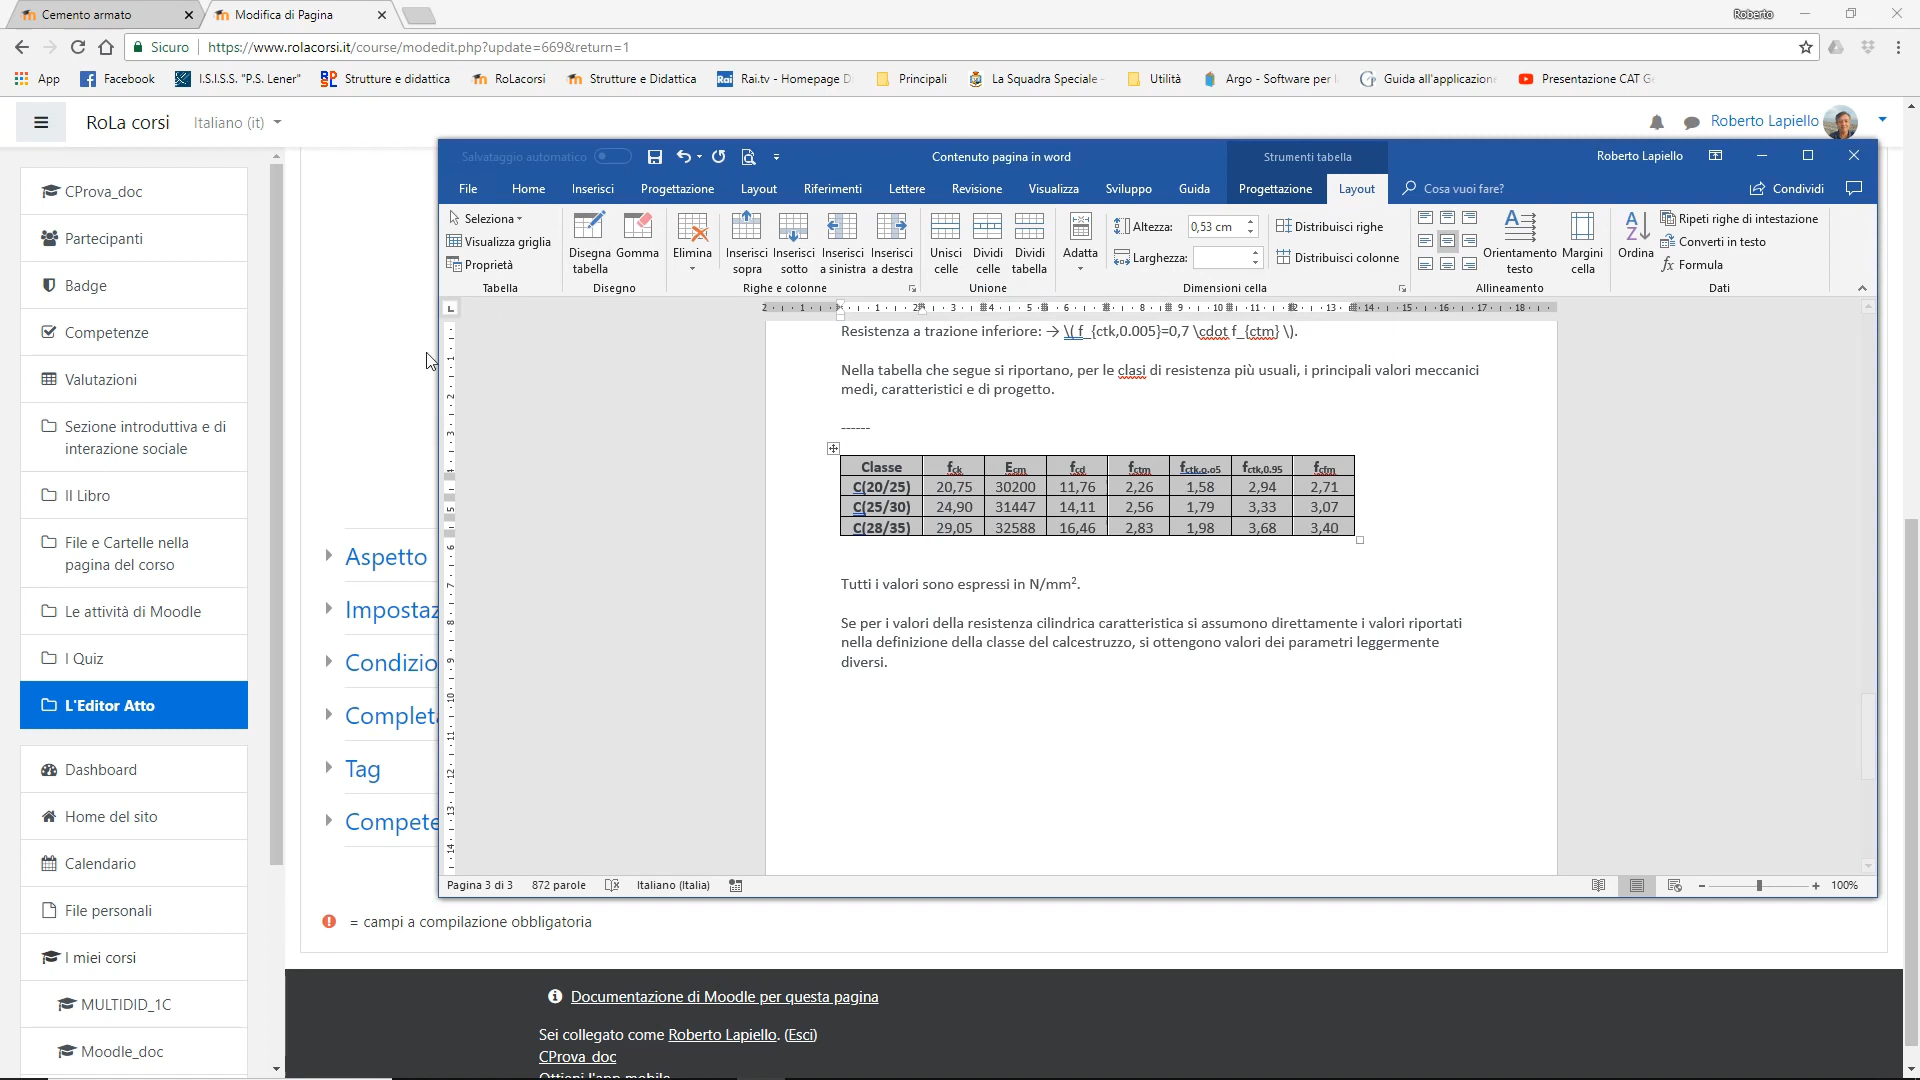 Cemento armato
Modifica di Pagina
Roberto
Sicuro
https://www.rolacorsi.it/course/modedit.php?update=669&return=1
App
Facebook
I.S.I.S.S. "P.S. Lener"
Strutture e didattica
RoLacorsi
Strutture e Didattica
Rai.tv - Homepage
Principali
La Squadra Speciale
Utilità
Argo - Software per
Guida all'applicazion
Presentazione CAT
RoLa corsi
Italiano (it)
Roberto Lapiello
CProva_doc
Partecipanti
Badge
Competenze
Valutazioni
Sezione introduttiva e di
interazione sociale
Il Libro
File e Cartelle nella
pagina del corso
Le attività di Moodle
I Quiz
L'Editor Atto
Dashboard
Home del sito
Calendario
File personali
I miei corsi
MULTIDID_1C
Moodle_doc
Aspetto
Impostaz
Condizio
Completa
Tag
Compete
Salvataggio automatico
Contenuto pagina in word
Strumenti tabella
Roberto Lapiello
File
Home
Inserisci
Progettazione
Layout
Riferimenti
Lettere
Revisione
Visualizza
Sviluppo
Guida
Progettazione
Layout
Cosa vuoi fare?
Condividi
Seleziona
Visualizza griglia
Proprietà
Tabella
Disegna
tabella
Gomma
Disegno
Elimina
Inserisci
sopra
Inserisci
sotto
Inserisci
a sinistra
Inserisci
a destra
Righe e colonne
Unisci
celle
Dividi
celle
Dividi
tabella
Unione
Adatta
Altezza:
0,53 cm
Larghezza:
Distribuisci righe
Distribuisci colonne
Dimensioni cella
Orientamento
testo
Margini
cella
Allineamento
Ordina
Ripeti righe di intestazione
Converti in testo
Formula
Dati
Resistenza a trazione inferiore: → \( f_{ctk,0.005}=0,7 \cdot f_{ctm} \).
Nella tabella che segue si riportano, per le clasi di resistenza più usuali, i principali valori meccanici
medi, caratteristici e di progetto.
------
Classe fck Ecm fcd fctm fctk.o.o5 fctk,0.95 fcfm
C(20/25) 20,75 30200 11,76 2,26 1,58 2,94 2,71
C(25/30) 24,90 31447 14,11 2,56 1,79 3,33 3,07
C(28/35) 29,05 32588 16,46 2,83 1,98 3,68 3,40
Tutti i valori sono espressi in N/mm².
Se per i valori della resistenza cilindrica caratteristica si assumono direttamente i valori riportati
nella definizione della classe del calcestruzzo, si ottengono valori dei parametri leggermente
diversi.
Pagina 3 di 3
872 parole
Italiano (Italia)
100%
= campi a compilazione obbligatoria
Documentazione di Moodle per questa pagina
Sei collegato come Roberto Lapiello. (Esci)
CProva_doc
Ottieni l'app mobile